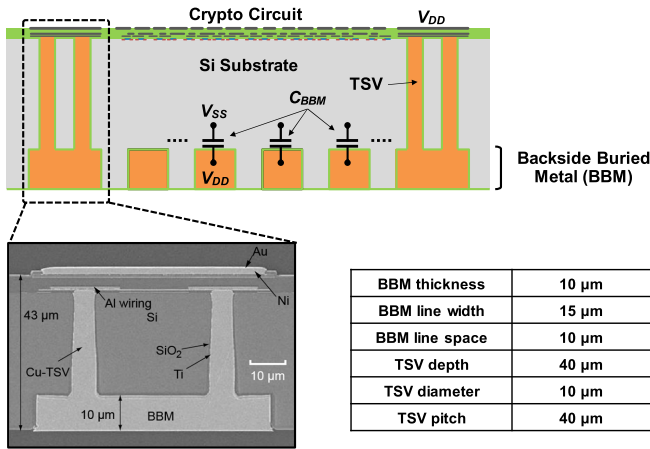 Crypto Circuit
VDD
Si Substrate
TSV
VSS
CBBM
VDD
Backside Buried
Metal (BBM)
Au
Ni
Al wiring
Si
43 μm
SiO2
Cu-TSV
Ti
10 μm
10 μm
BBM
BBM thickness 10 μm
BBM line width 15 μm
BBM line space 10 μm
TSV depth 40 μm
TSV diameter 10 μm
TSV pitch 40 μm